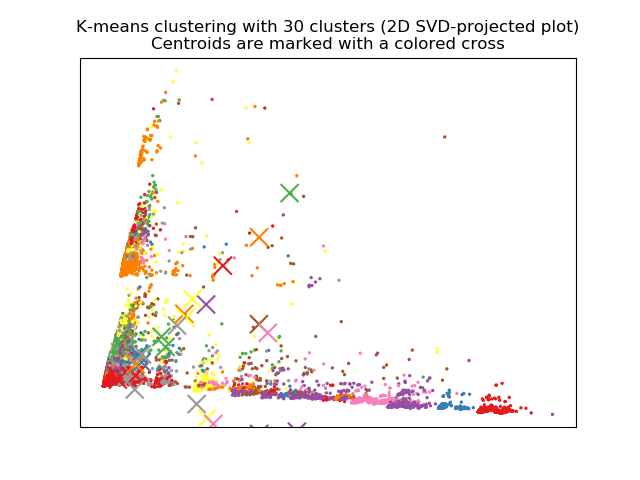 K-means clustering with 30 clusters (2D SVD-projected plot)
Centroids are marked with a colored cross